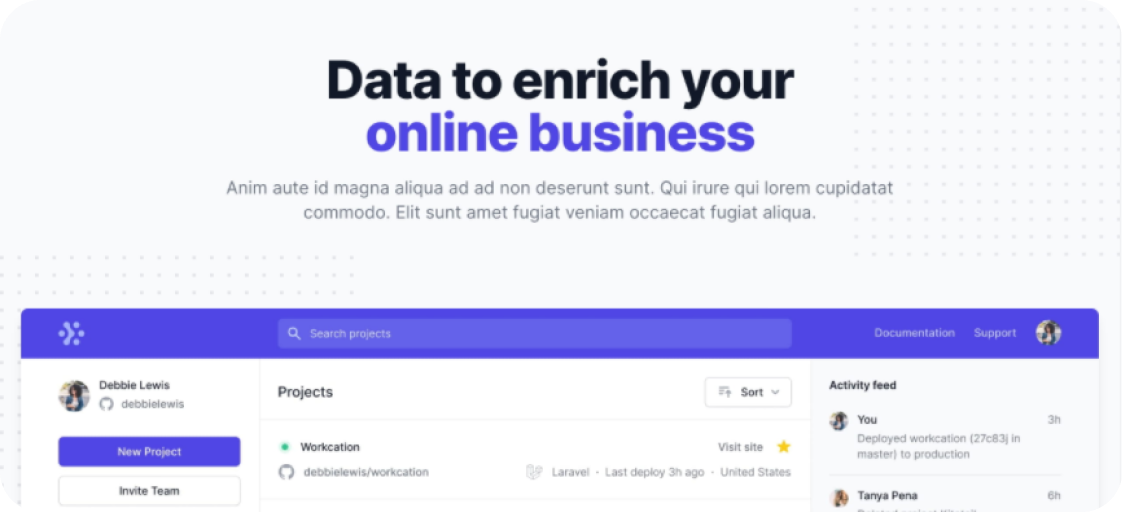 Data to enrich your
online business
Anim aute id magna aliqua ad ad non deserunt sunt. Qui irure qui lorem cupidatat
commodo. Elit sunt amet fugiat veniam occaecat fugiat aliqua.
Search projects
Documentation
Support
Debbie Lewis
debbielewis
New Project
Invite Team
Projects
Sort
Workcation
Visit site
debbielewis/workcation
Laravel · Last deploy 3h ago · United States
Activity feed
You
3h
Deployed workcation (27c83j in
master) to production
Tanya Pena
6h